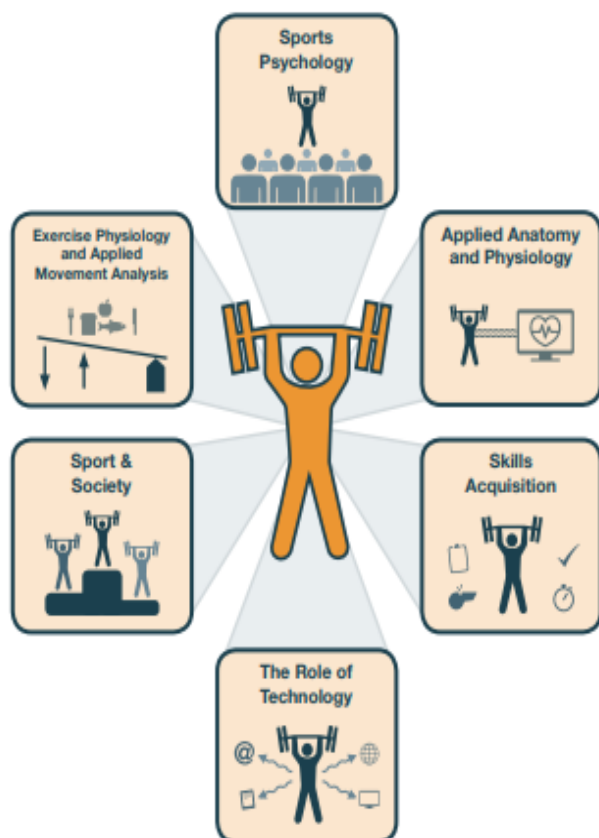 Sports
Psychology
Exercise Physiology
and Applied
Movement Analysis
Applied Anatomy
and Physiology
Sport &
Society
Skills
Acquisition
The Role of
Technology
@